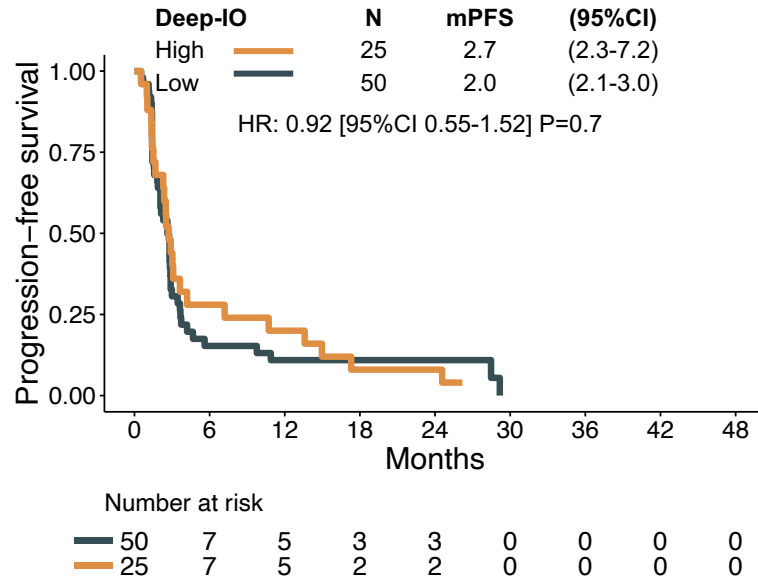 Deep-IO N mPFS (95%CI)
High 25 2.7 (2.3-7.2)
Low 50 2.0 (2.1-3.0)
HR: 0.92 [95%CI 0.55-1.52] P=0.7
Progression−free survival
1.00
0.75
0.50
0.25
0.00
0 6 12 18 24 30 36 42 48
Months
Number at risk
50 7 5 3 3 0 0 0 0
25 7 5 2 2 0 0 0 0